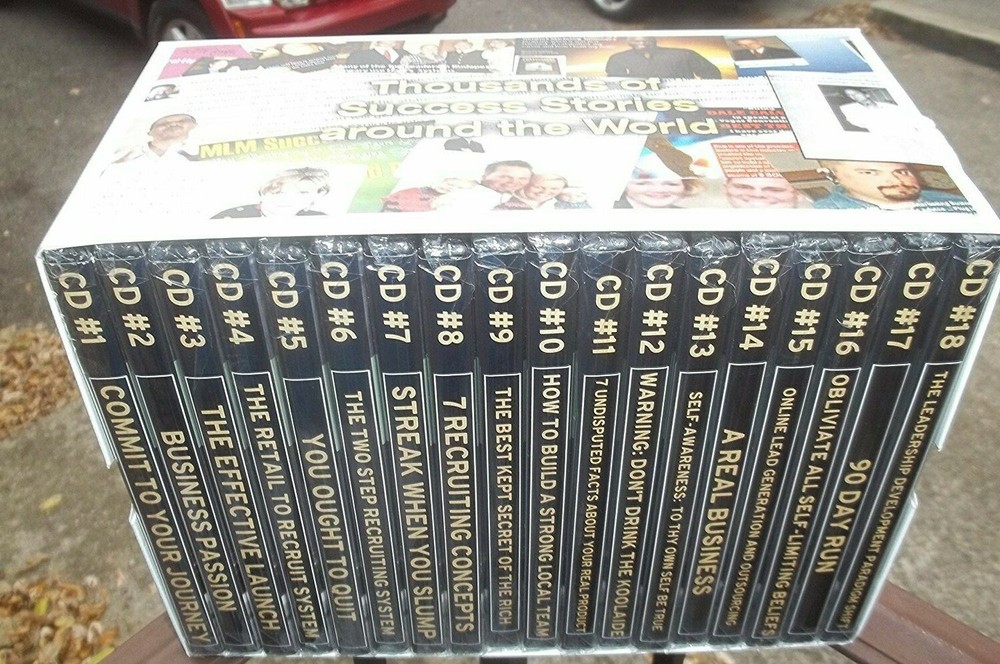 Thousands of
Success Stories
around the World
MLM Succ
CD #1 COMMIT TO YOUR JOURNEY
CD #2 BUSINESS PASSION
CD #3 THE EFFECTIVE LAUNCH
CD #4 THE RETAIL TO RECRUIT SYSTEM
CD #5 YOU OUGHT TO QUIT
CD #6 THE TWO STEP RECRUITING SYSTEM
CD #7 STREAK WHEN YOU SLUMP
CD #8 7 RECRUITING CONCEPTS
CD #9 THE BEST KEPT SECRET OF THE RICH
CD #10 HOW TO BUILD A STRONG LOCAL TEAM
CD #11 7 UNDISPUTED FACTS ABOUT YOUR REAL PRODUCT
CD #12 WARNING: DON'T DRINK THE KOOLAIDE
CD #13 SELF-AWARENESS: TO THY OWN SELF BE TRUE
CD #14 A REAL BUSINESS
CD #15 ONLINE LEAD GENERATION AND OUTSOURCING
CD #16 OBLIVIATE ALL SELF-LIMITING BELIEFS
CD #17 90 DAY RUN
CD #18 THE LEADERSHIP DEVELOPMENT PARADIGM SHIFT